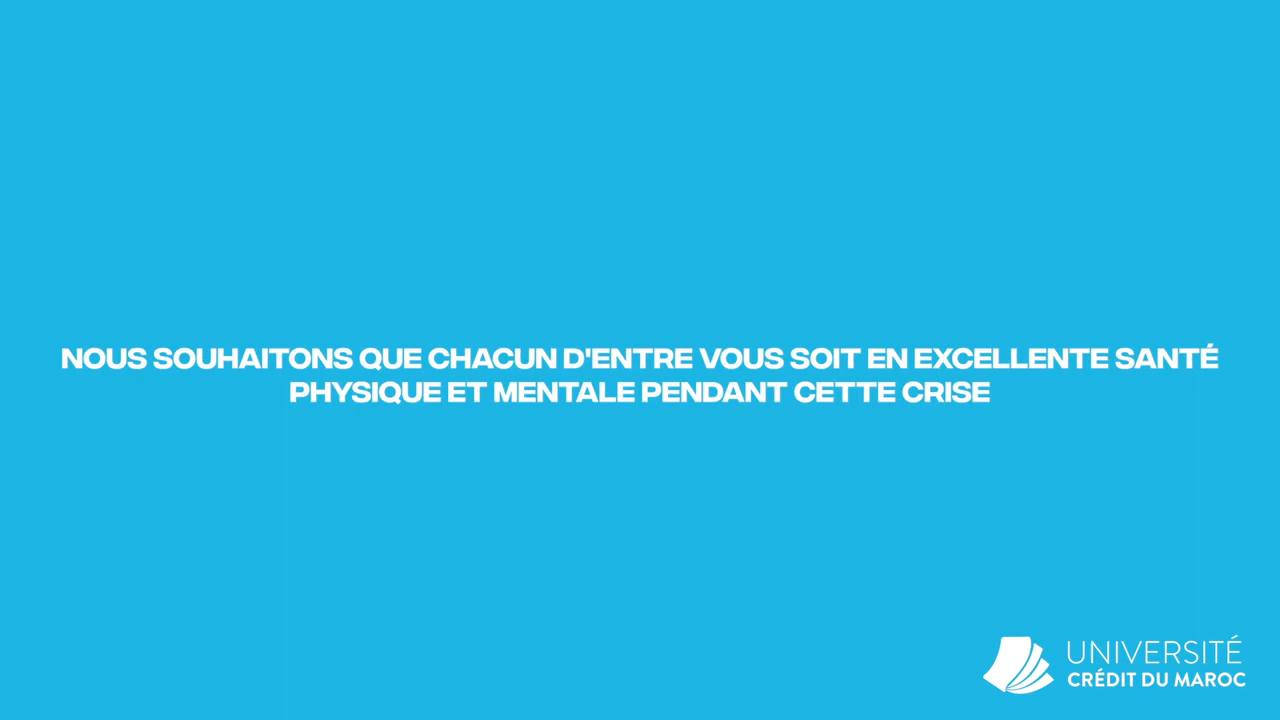 NOUS SOUHAITONS QUE CHACUN D'ENTRE VOUS SOIT EN EXCELLENTE SANTÉ
PHYSIQUE ET MENTALE PENDANT CETTE CRISE
UNIVERSITÉ
CRÉDIT DU MAROC